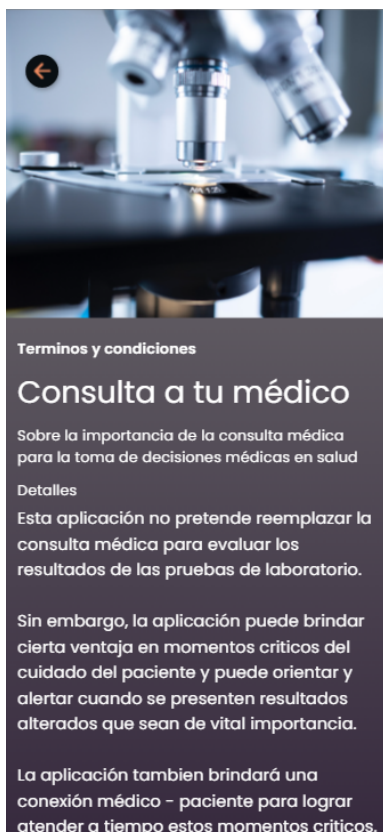 Terminos y condiciones
Consulta a tu médico
Sobre la importancia de la consulta médica
para la toma de decisiones médicas en salud
Detalles
Esta aplicación no pretende reemplazar la
consulta médica para evaluar los
resultados de las pruebas de laboratorio.
Sin embargo, la aplicación puede brindar
cierta ventaja en momentos criticos del
cuidado del paciente y puede orientar y
alertar cuando se presenten resultados
alterados que sean de vital importancia.
La aplicación tambien brindará una
conexión médico - paciente para lograr
atender a tiempo estos momentos criticos